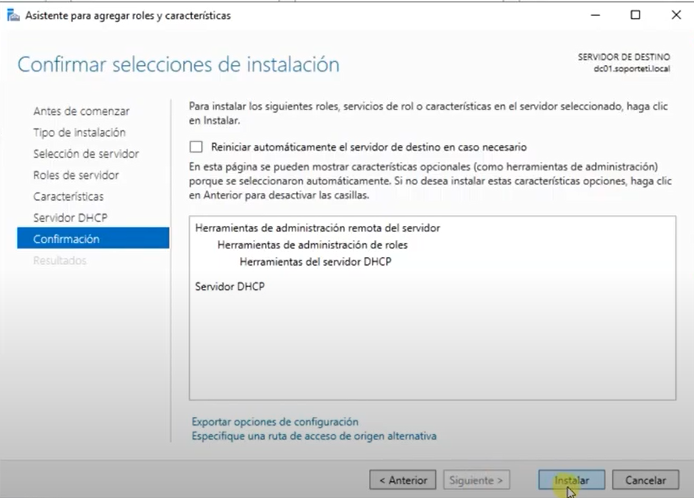 Asistente para agregar roles y características
Confirmar selecciones de instalación
SERVIDOR DE DESTINO
dc01.soporteti.local
Antes de comenzar
Tipo de instalación
Selección de servidor
Roles de servidor
Características
Servidor DHCP
Confirmación
Resultados
Para instalar los siguientes roles, servicios de rol o características en el servidor seleccionado, haga clic
en Instalar.
Reiniciar automáticamente el servidor de destino en caso necesario
En esta página se pueden mostrar características opcionales (como herramientas de administración)
porque se seleccionaron automáticamente. Si no desea instalar estas características opciones, haga clic
en Anterior para desactivar las casillas.
Herramientas de administración remota del servidor
Herramientas de administración de roles
Herramientas del servidor DHCP
Servidor DHCP
Exportar opciones de configuración
Especifique una ruta de acceso de origen alternativa
< Anterior
Siguiente >
Instalar
Cancelar